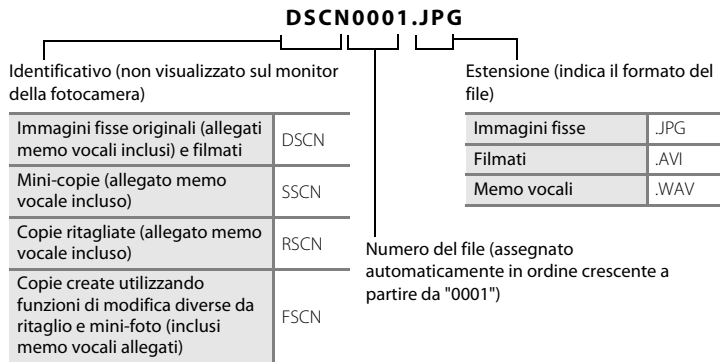 DSCN0001.JPG
Identificativo (non visualizzato sul monitor
della fotocamera)
Immagini fisse originali (allegati
memo vocali inclusi) e filmati
DSCN
Mini-copie (allegato memo
vocale incluso)
SSCN
Copie ritagliate (allegato memo
vocale incluso)
RSCN
Copie create utilizzando
funzioni di modifica diverse da
ritaglio e mini-foto (inclusi
memo vocali allegati)
FSCN
Numero del file (assegnato
automaticamente in ordine crescente a
partire da "0001")
Estensione (indica il formato del
file)
Immagini fisse .JPG
Filmati .AVI
Memo vocali .WAV